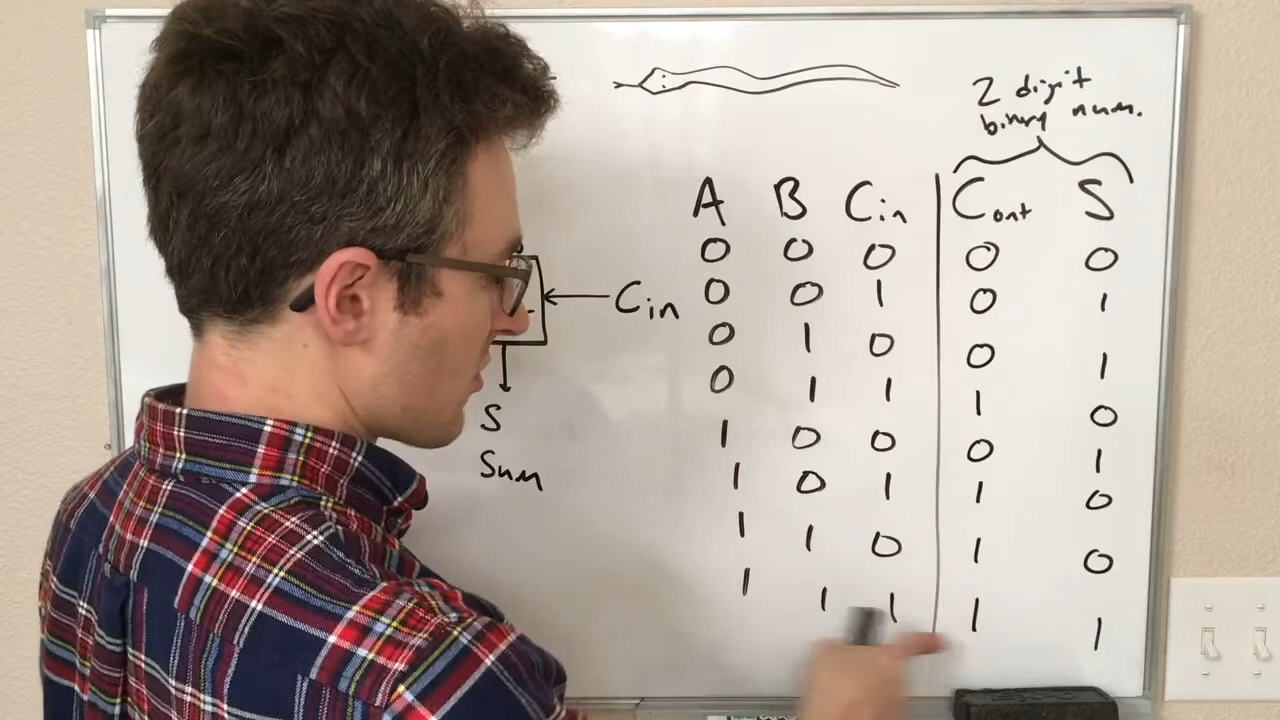 2 digit
binary num.
A B Cin Cout S
0 0 0 0 0
0 0 1 0 1
0 1 0 0 1
0 1 1 1 0
1 0 0 0 1
1 0 1 1 0
1 1 0 1 0
1 1 1 1 1
Cin
S
Sum